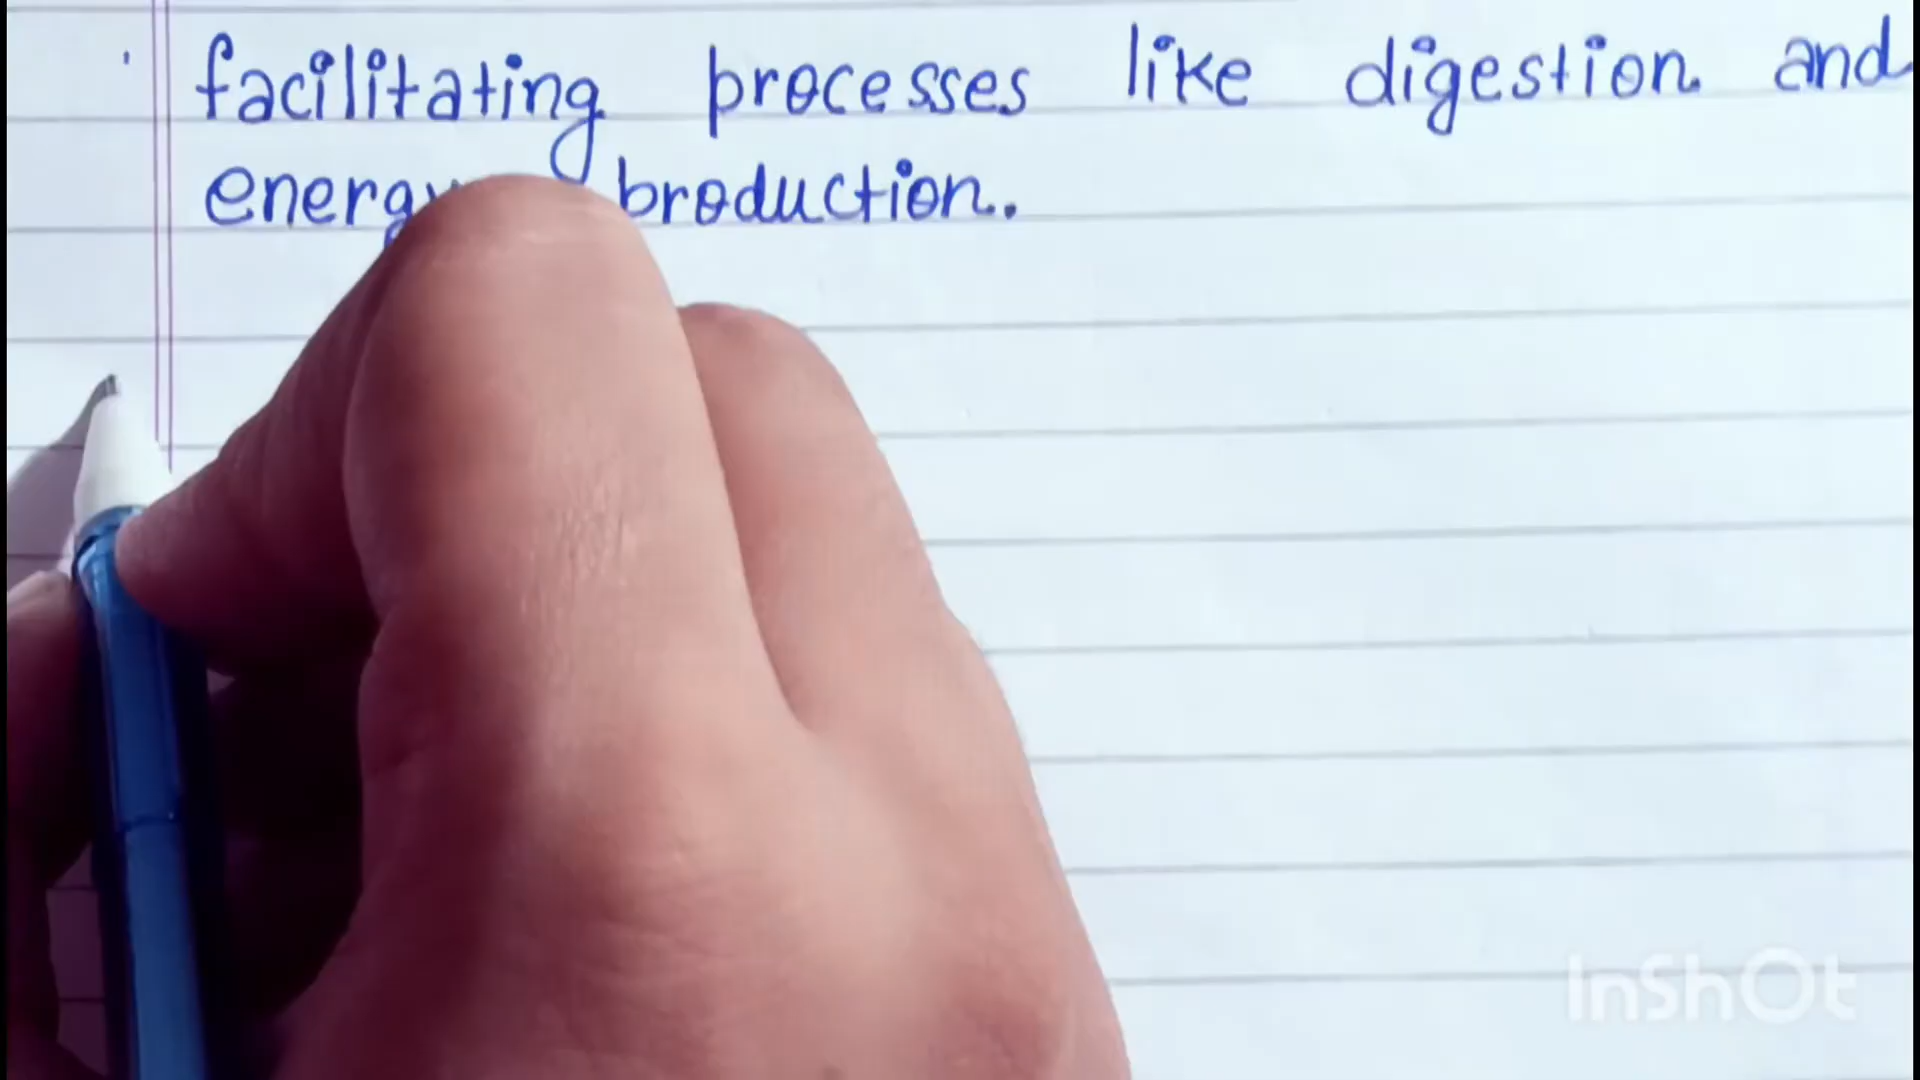 facilitating processes like digestion and
energy production.
InShOt